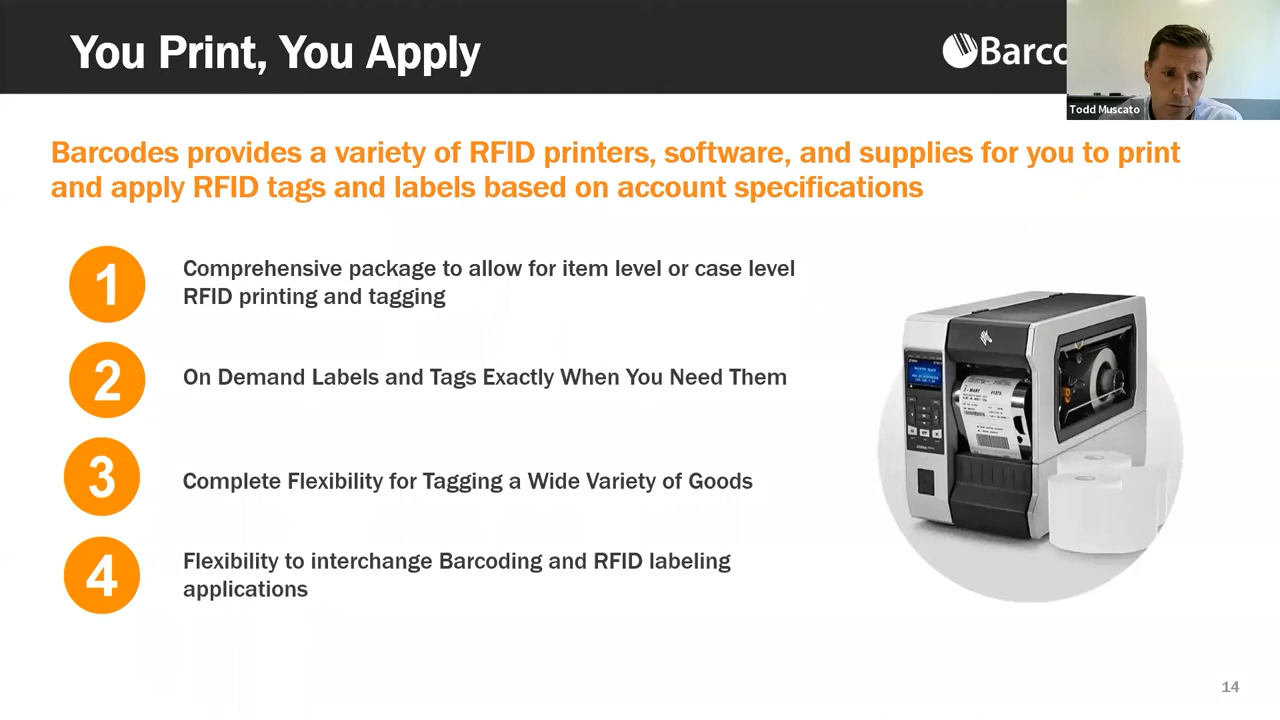 You Print, You Apply
Barco
Todd Muscato
Barcodes provides a variety of RFID printers, software, and supplies for you to print
and apply RFID tags and labels based on account specifications
1
Comprehensive package to allow for item level or case level
RFID printing and tagging
2
On Demand Labels and Tags Exactly When You Need Them
3
Complete Flexibility for Tagging a Wide Variety of Goods
4
Flexibility to interchange Barcoding and RFID labeling
applications
14